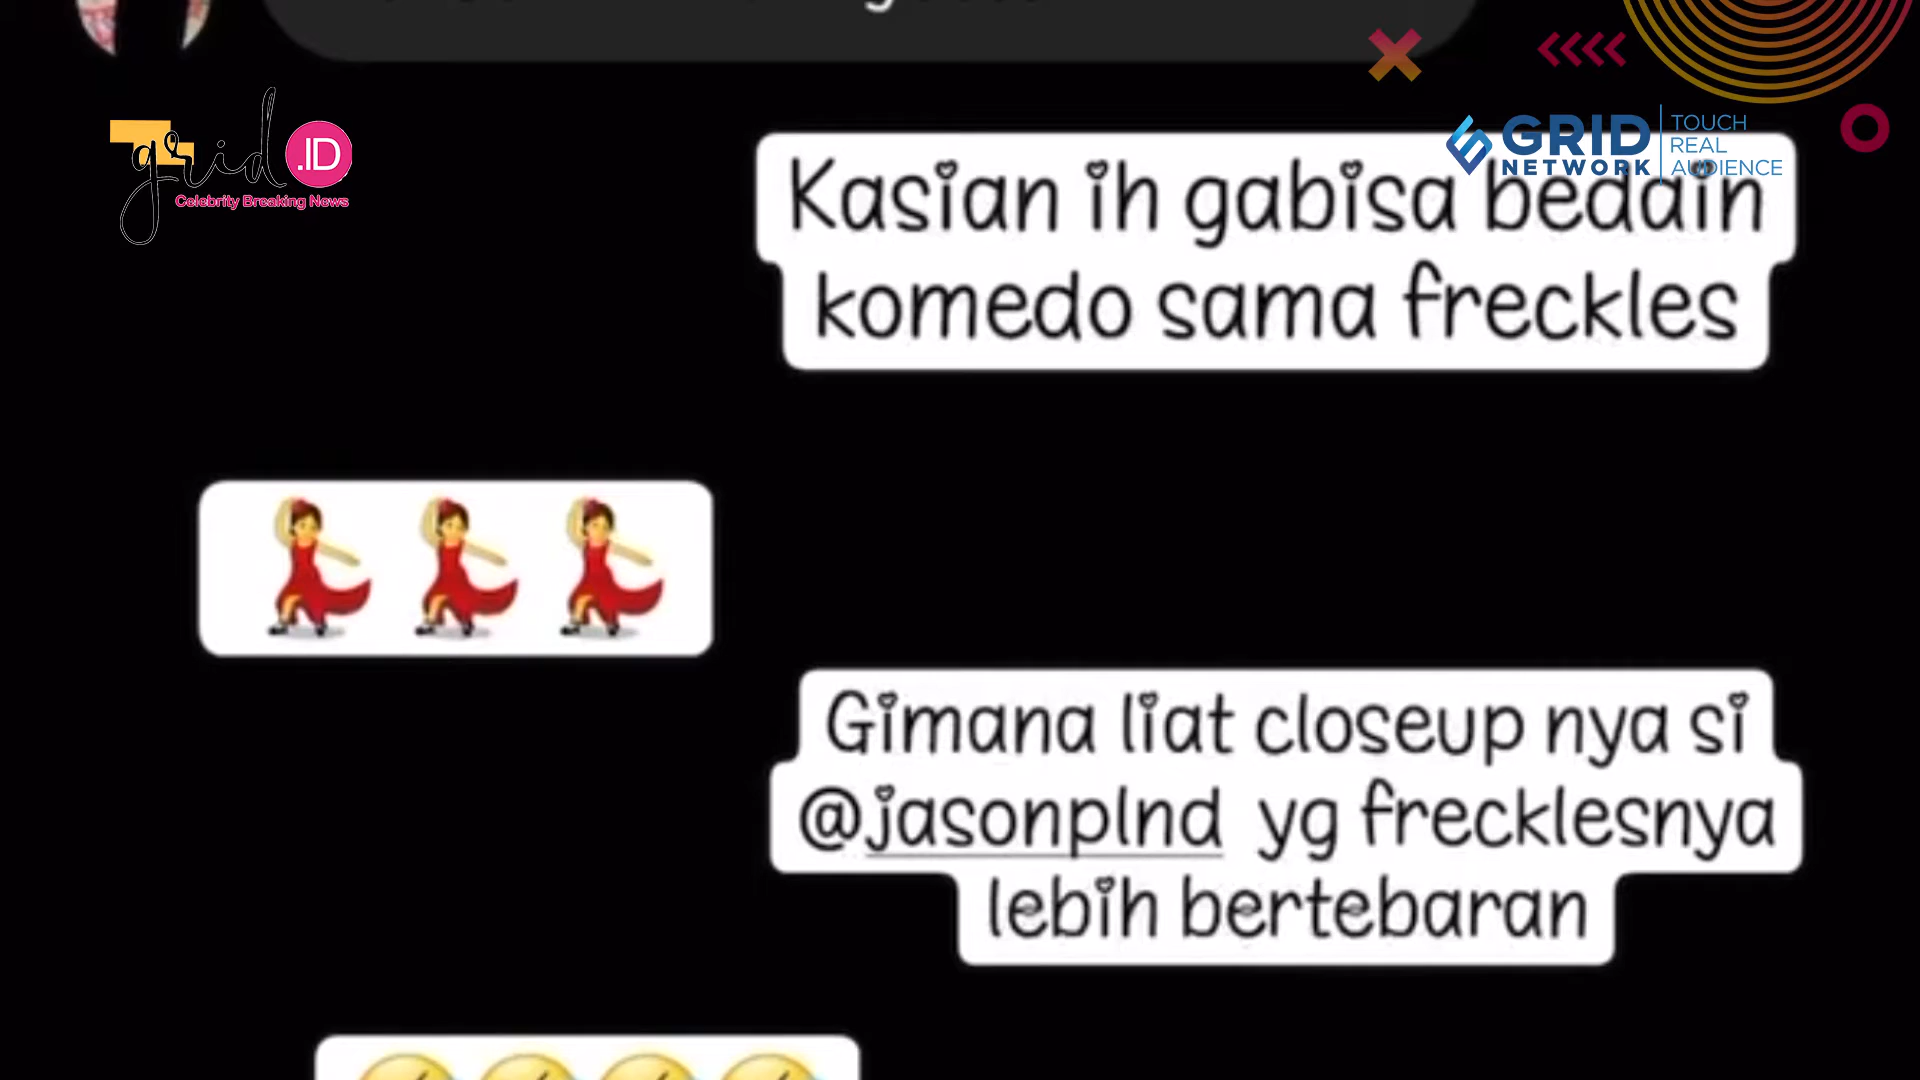 grid .ID
Celebrity Breaking News
GRID NETWORK
TOUCH
REAL
AUDIENCE
Kasian ih gabisa bedain
komedo sama freckles
Gimana liat closeup nya si
@jasonplnd yg frecklesnya
lebih bertebaran